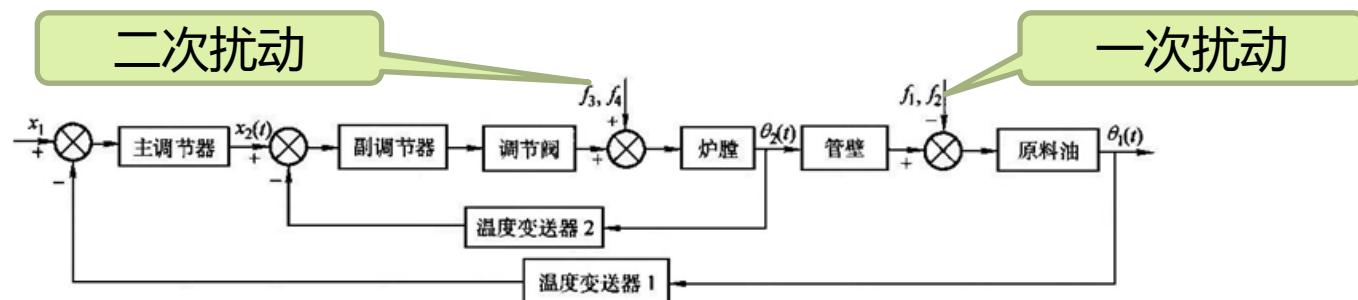 二次扰动
一次扰动
f₃, f₄
f₁, f₂
x₁
+
−
主调节器
x₂(t)
+
−
副调节器
调节阀
+
+
炉膛
θ₂(t)
管壁
+
−
原料油
θ₁(t)
温度变送器 2
温度变送器 1